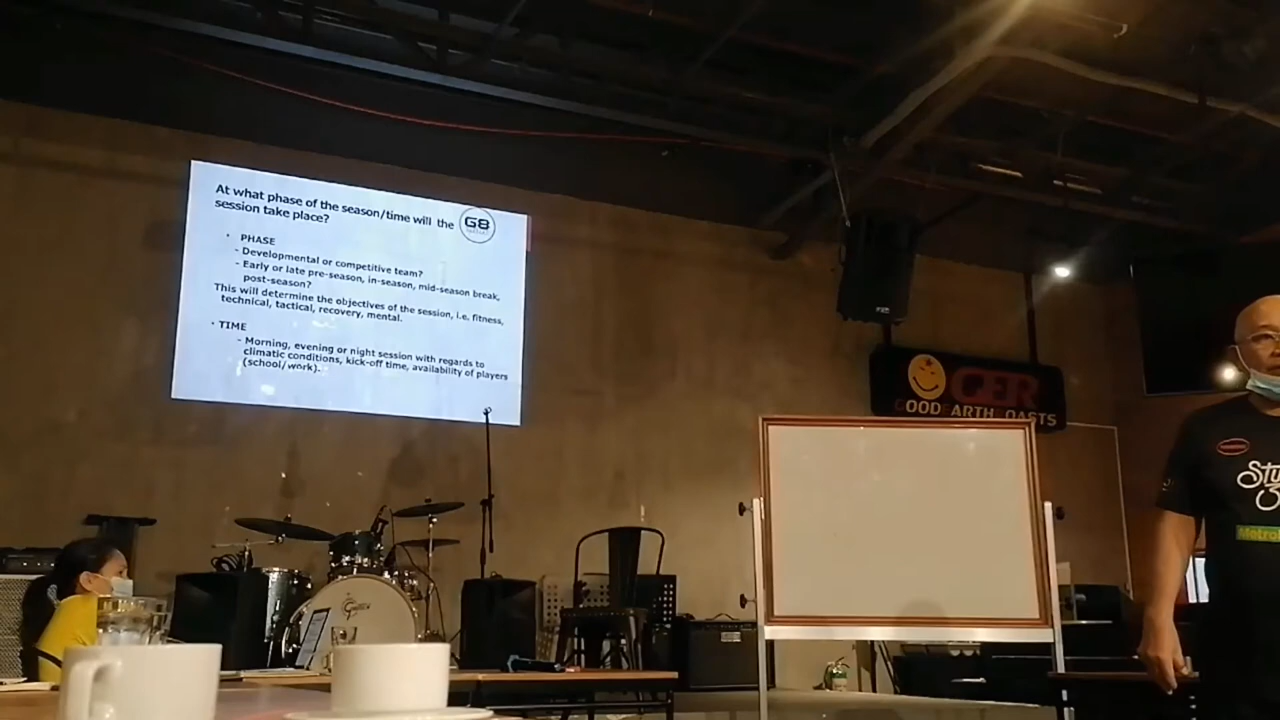 At what phase of the season/time will the
session take place?
G8
• PHASE
- Developmental or competitive team?
- Early or late pre-season, in-season, mid-season break,
post-season?
This will determine the objectives of the session, i.e. fitness,
technical, tactical, recovery, mental.
• TIME
- Morning, evening or night session with regards to
climatic conditions, kick-off time, availability of players
(school/work).
GER
GOOD EARTH ROASTS
Gretsch